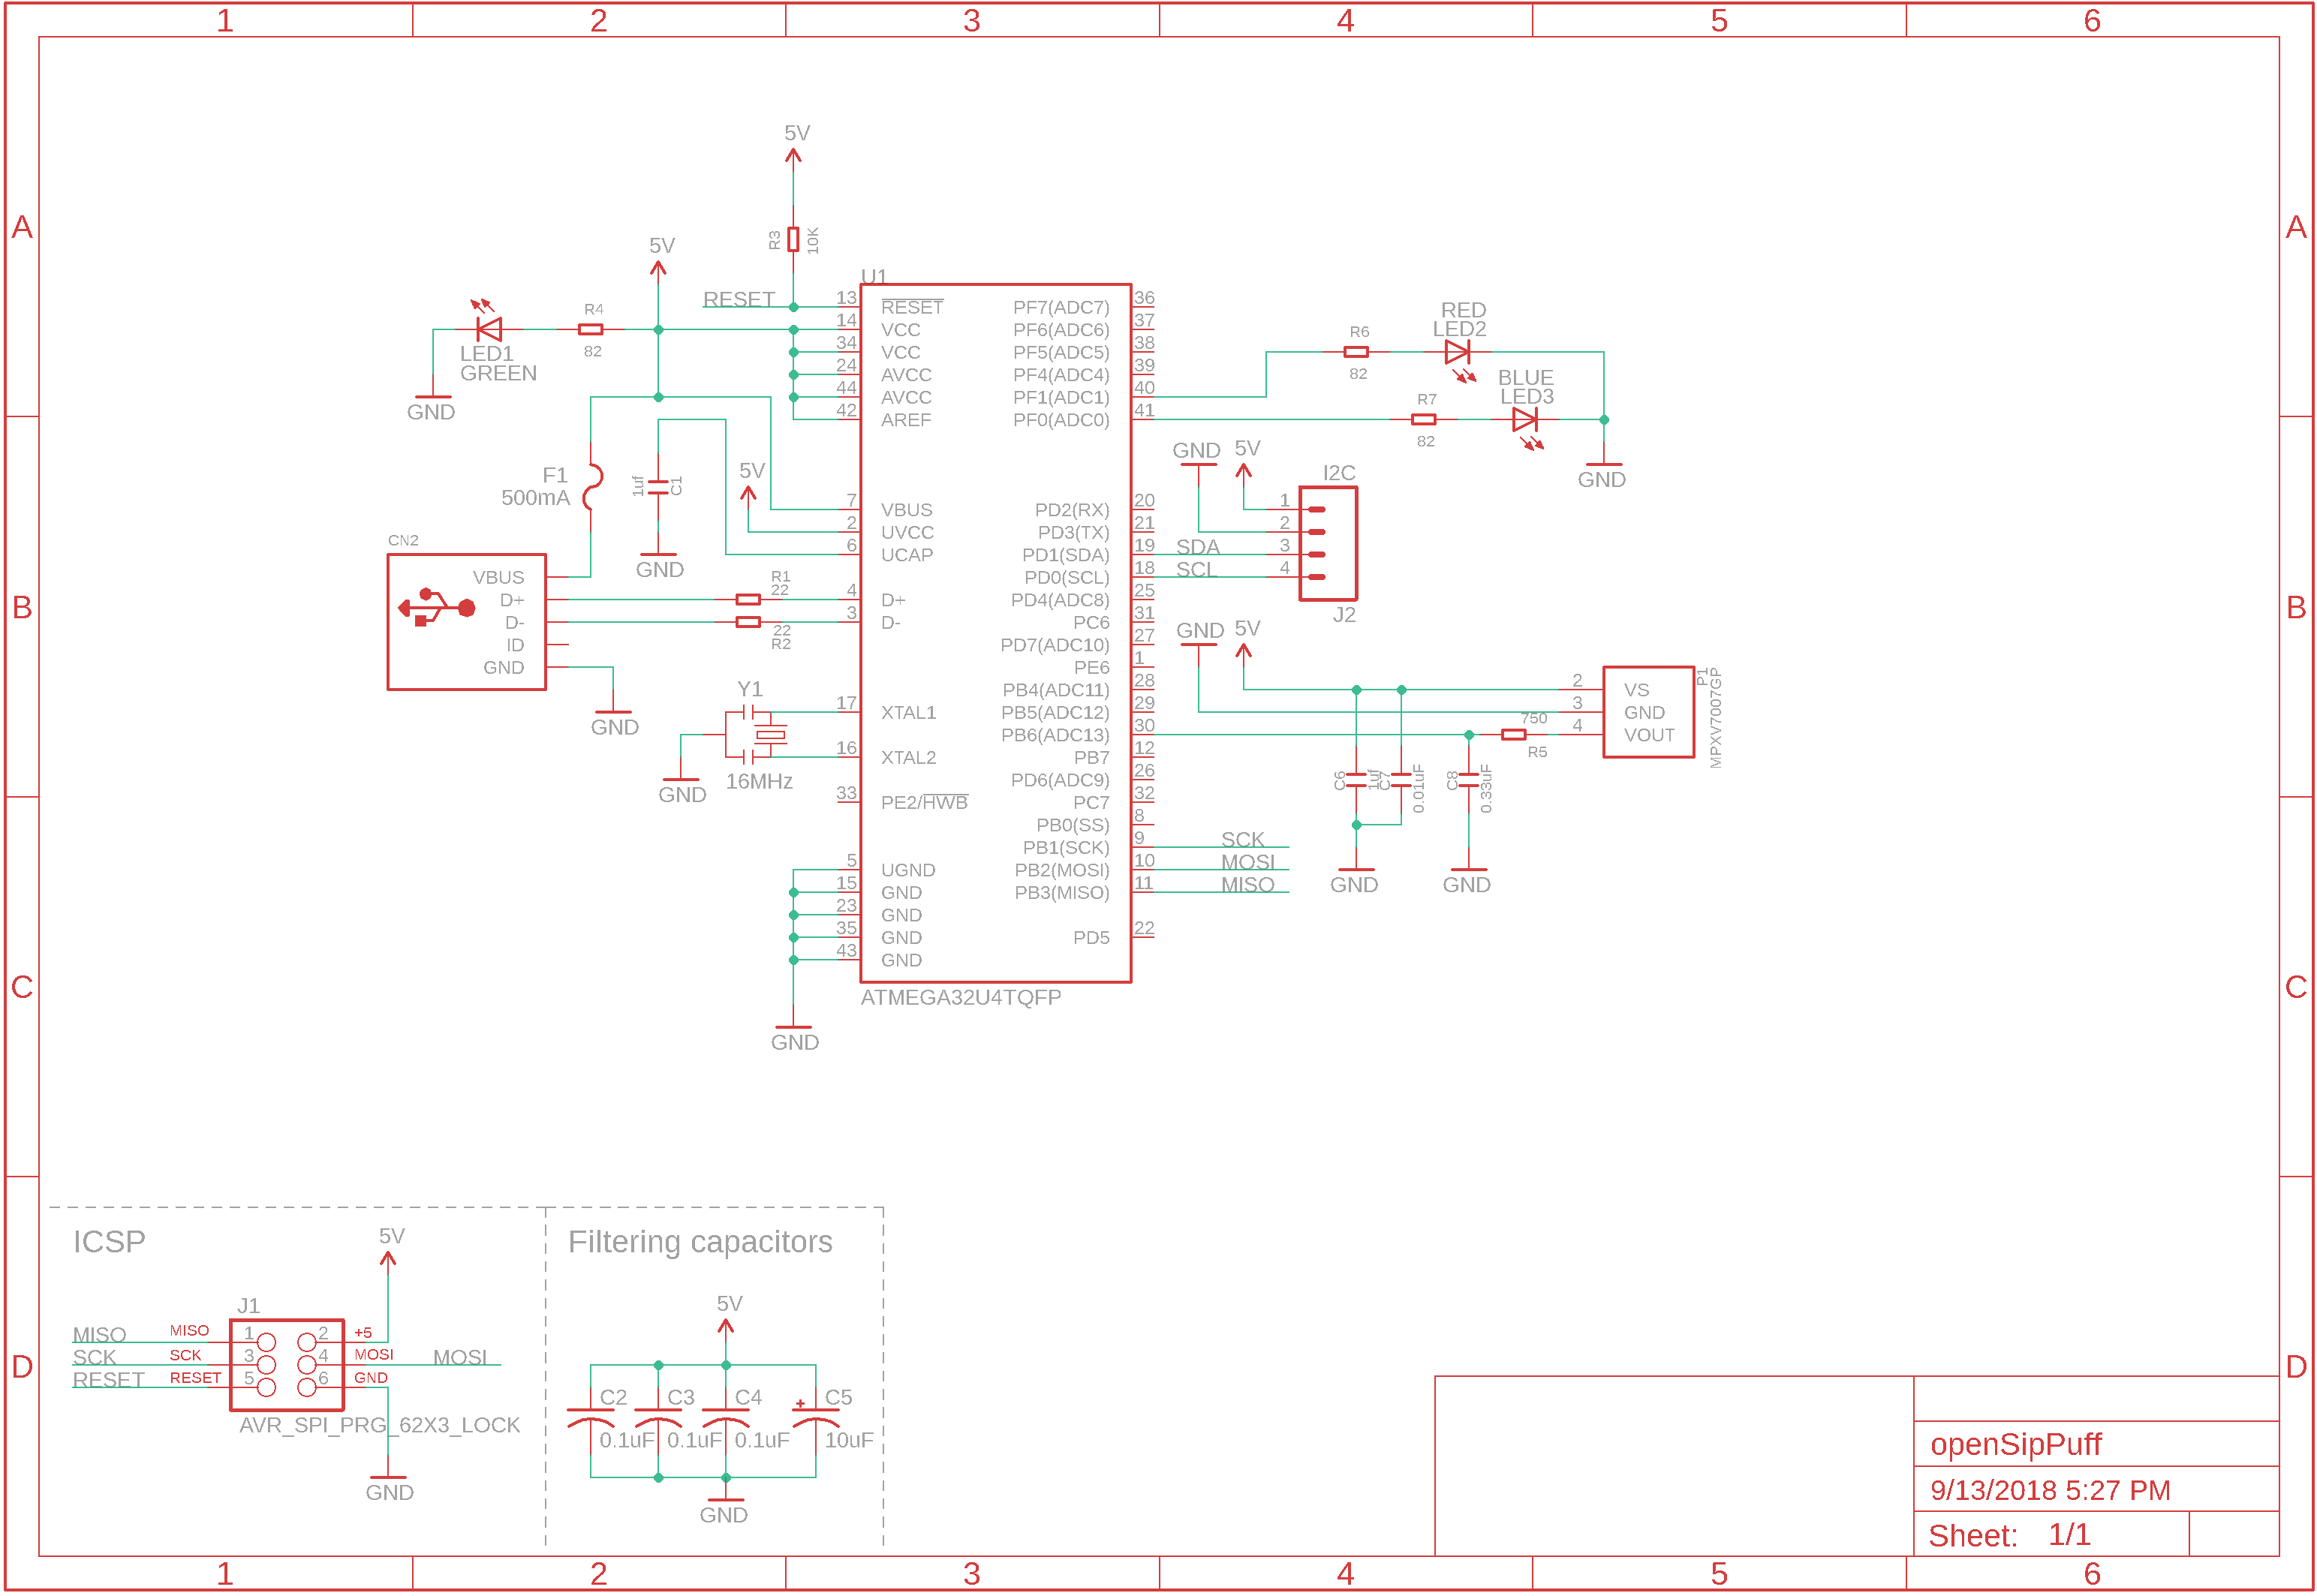 1 2 3 4 5 6
A A
B B
C C
D D
5V
R3
10K
5V
RESET
R4
82
LED1
GREEN
GND
F1
500mA
1uf
C1
GND
5V
CN2
VBUS
D+
D-
ID
GND
GND
R1
22
22
R2
Y1
16MHz
GND
U1
13 RESET
14 VCC
34 VCC
24 AVCC
44 AVCC
42 AREF
7 VBUS
2 UVCC
6 UCAP
4 D+
3 D-
17 XTAL1
16 XTAL2
33 PE2/HWB
5 UGND
15 GND
23 GND
35 GND
43 GND
GND
PF7(ADC7) 36
PF6(ADC6) 37
PF5(ADC5) 38
PF4(ADC4) 39
PF1(ADC1) 40
PF0(ADC0) 41
PD2(RX) 20
PD3(TX) 21
PD1(SDA) 19
PD0(SCL) 18
PD4(ADC8) 25
PC6 31
PD7(ADC10) 27
PE6 1
PB4(ADC11) 28
PB5(ADC12) 29
PB6(ADC13) 30
PB7 12
PD6(ADC9) 26
PC7 32
PB0(SS) 8
PB1(SCK) 9
PB2(MOSI) 10
PB3(MISO) 11
PD5 22
ATMEGA32U4TQFP
R6
82
RED
LED2
R7
82
BLUE
LED3
GND
GND 5V
I2C
1
2
3
4
SDA
SCL
J2
GND 5V
2 VS
3 GND
4 VOUT
P1
MPXV7007GP
750
R5
C6
1uf
C7
0.01uF
C8
0.33uF
GND
GND
SCK
MOSI
MISO
ICSP
5V
J1
MISO MISO 1 2 +5
SCK SCK 3 4 MOSI MOSI
RESET RESET 5 6 GND
AVR_SPI_PRG_62X3_LOCK
GND
Filtering capacitors
5V
C2 C3 C4 C5
+
0.1uF 0.1uF 0.1uF 10uF
GND
openSipPuff
9/13/2018 5:27 PM
Sheet: 1/1
1 2 3 4 5 6